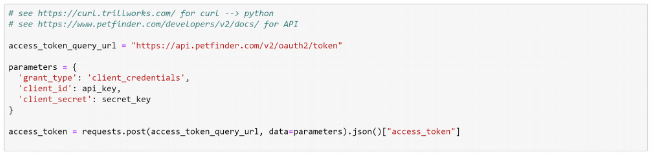 # see https://curl.trillworks.com/ for curl --> python
# see https://www.petfinder.com/developers/v2/docs/ for API
access_token_query_url = "https://api.petfinder.com/v2/oauth2/token"
parameters = {
'grant_type': 'client_credentials',
'client_id': api_key,
'client_secret': secret_key
}
access_token = requests.post(access_token_query_url, data=parameters).json()["access_token"]